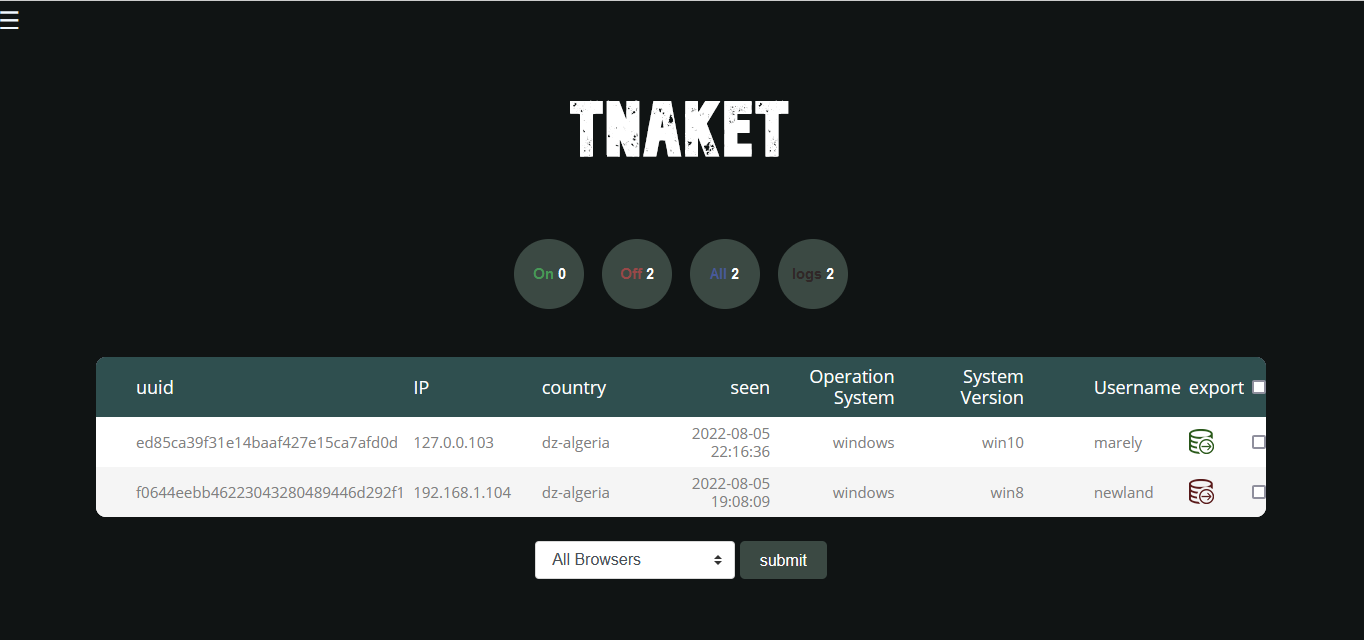 TNAKET
On 0 Off 2 All 2 logs 2
uuid IP country seen Operation System System Version Username export
ed85ca39f31e14baaf427e15ca7afd0d 127.0.0.103 dz-algeria 2022-08-05 22:16:36 windows win10 marely
f0644eebb46223043280489446d292f1 192.168.1.104 dz-algeria 2022-08-05 19:08:09 windows win8 newland
All Browsers submit